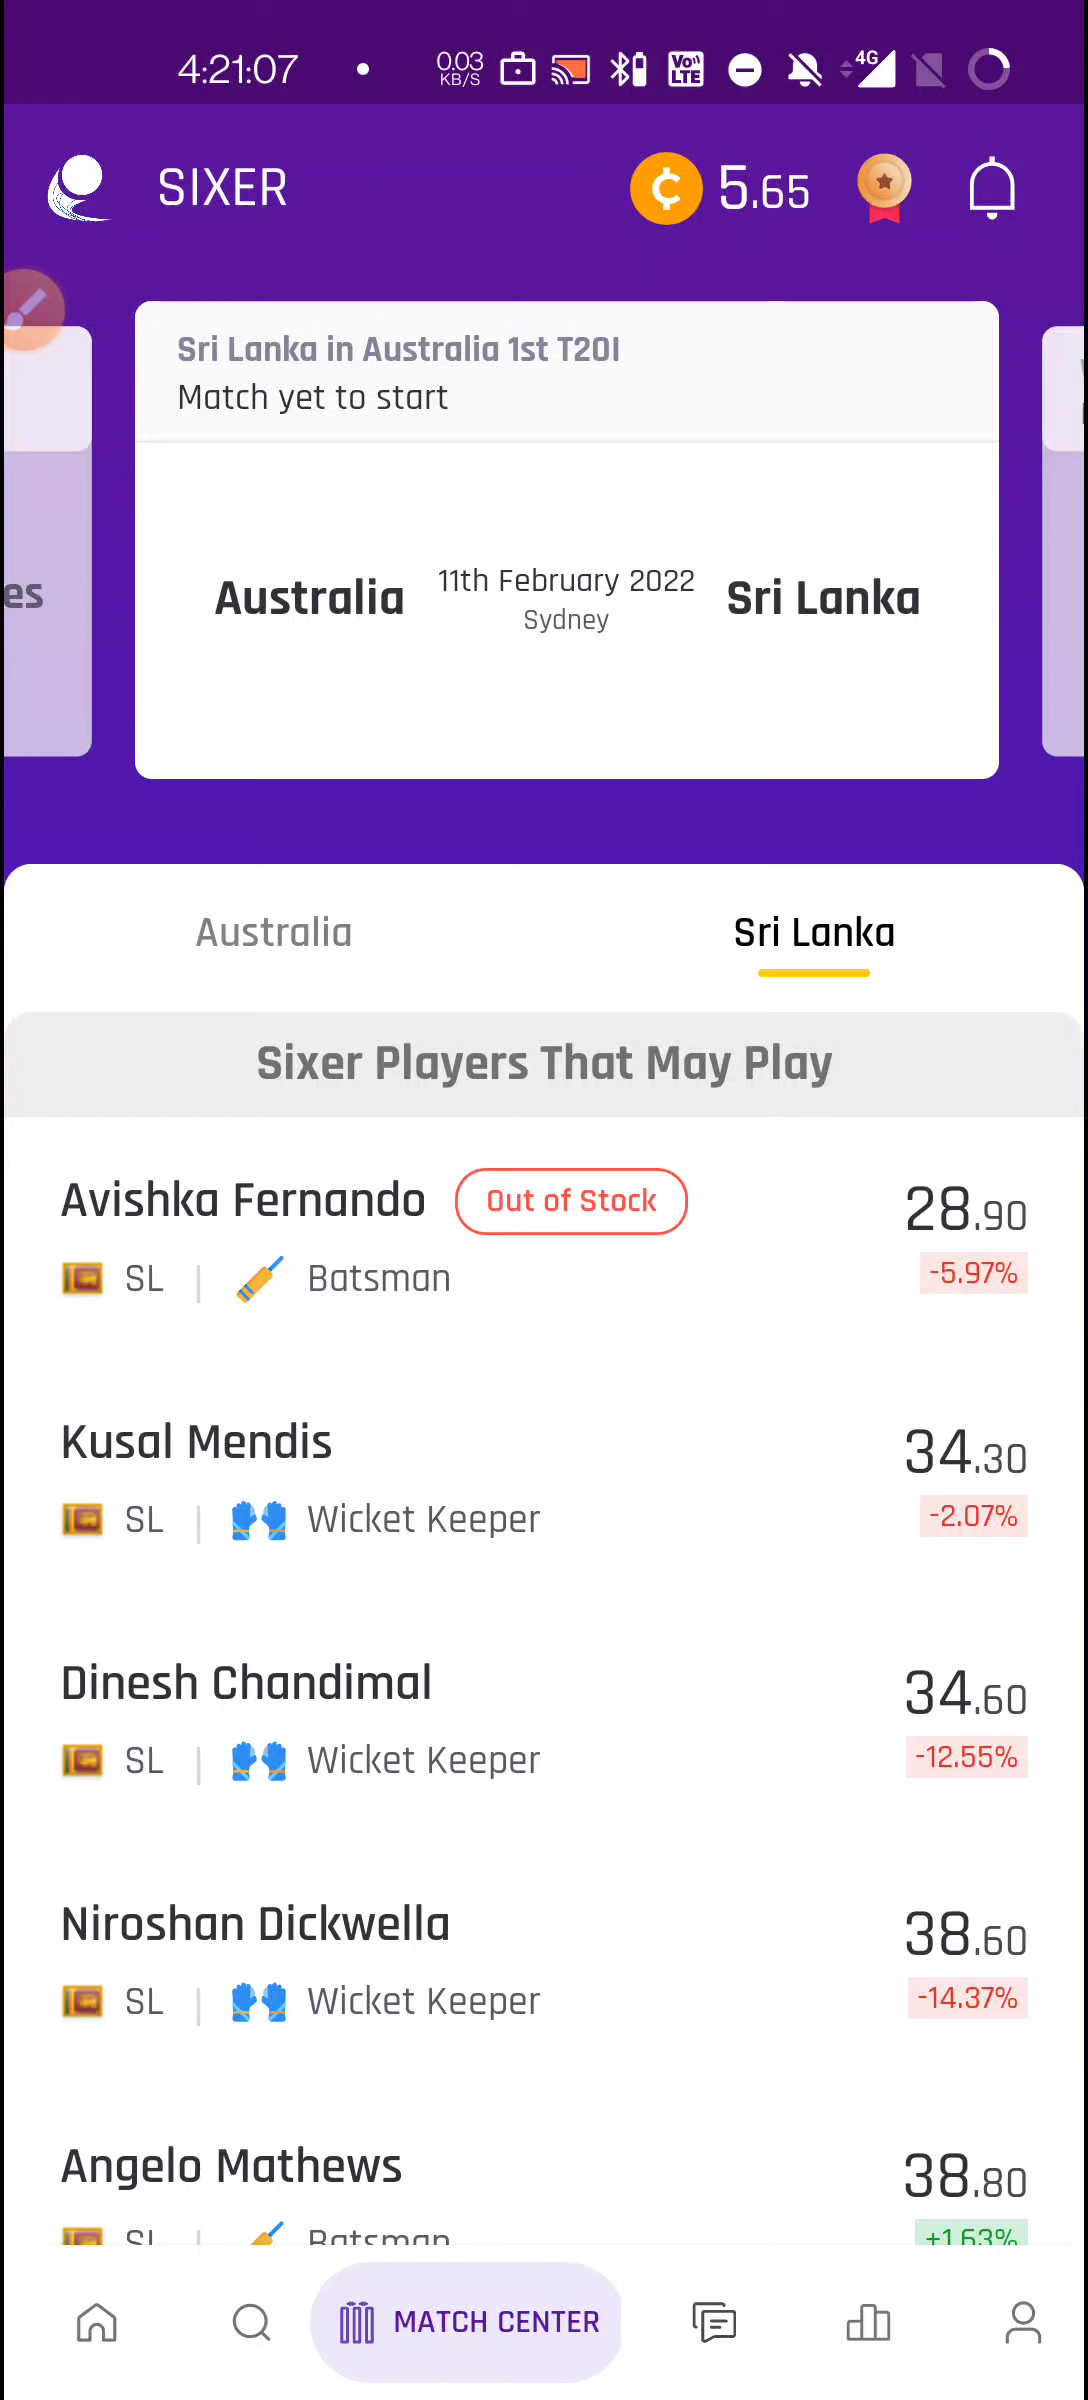 4:21:07
0.03 KB/S
Vo)) LTE
4G
SIXER
5.65
Sri Lanka in Australia 1st T20I
Match yet to start
es
Australia
11th February 2022
Sydney
Sri Lanka
Australia
Sri Lanka
Sixer Players That May Play
Avishka Fernando
Out of Stock
28.90
SL | Batsman
-5.97%
Kusal Mendis
34.30
SL | Wicket Keeper
-2.07%
Dinesh Chandimal
34.60
SL | Wicket Keeper
-12.55%
Niroshan Dickwella
38.60
SL | Wicket Keeper
-14.37%
Angelo Mathews
38.80
SL | Batsman
+1.63%
MATCH CENTER